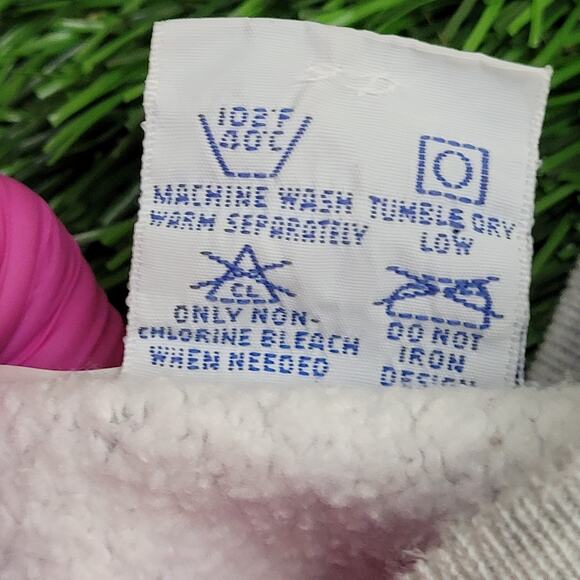 102°F
40°C
MACHINE WASH
WARM SEPARATELY
TUMBLE DRY
LOW
CL
ONLY NON-
CHLORINE BLEACH
WHEN NEEDED
DO NOT
IRON
DESIGN